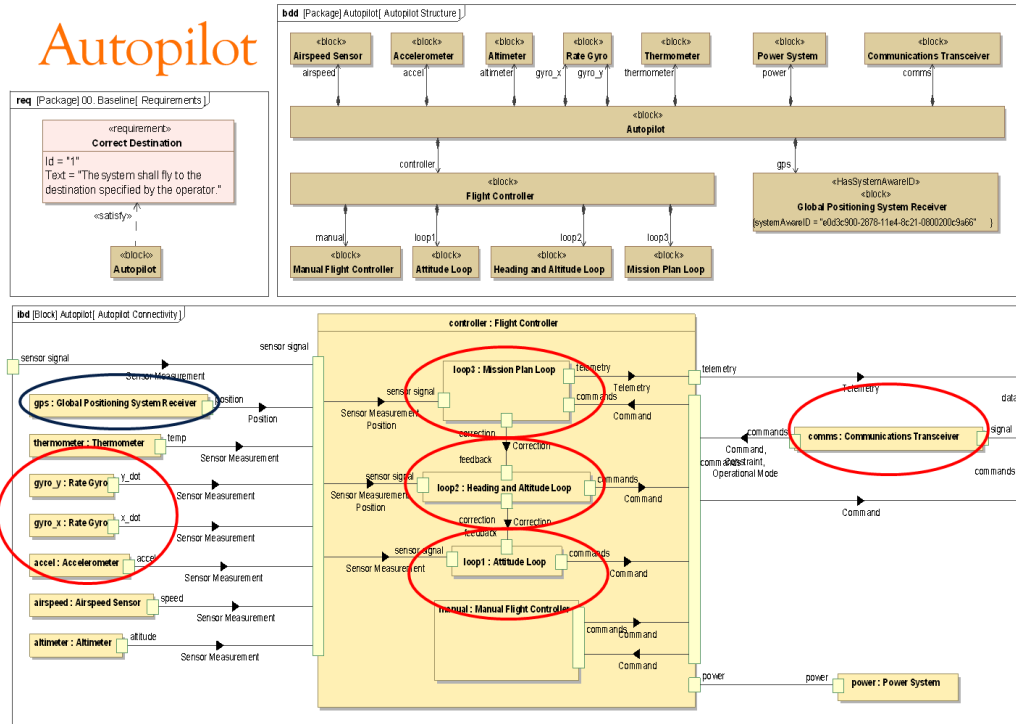 Autopilot
req [Package] 00. Baseline[ Requirements ]
«requirement»
Correct Destination
Id = "1"
Text = "The system shall fly to the
destination specified by the operator."
«satisfy»
«block»
Autopilot
bdd [Package] Autopilot[ Autopilot Structure ]
«block»
Airspeed Sensor
«block»
Accelerometer
«block»
Altimeter
«block»
Rate Gyro
«block»
Thermometer
«block»
Power System
«block»
Communications Transceiver
airspeed
accel
altimeter
gyro_x
gyro_y
thermometer
power
comms
«block»
Autopilot
controller
gps
«block»
Flight Controller
«HasSystemAwareID»
«block»
Global Positioning System Receiver
{systemAwareID = "e0d3c900-2878-11e4-8c21-0800200c9a66" }
manual
loop1
loop2
loop3
«block»
Manual Flight Controller
«block»
Attitude Loop
«block»
Heading and Altitude Loop
«block»
Mission Plan Loop
ibd [Block] Autopilot[ Autopilot Connectivity ]
controller : Flight Controller
sensor signal
Sensor Measurement
sensor signal
gps : Global Positioning System Receiver
position
Position
thermometer : Thermometer
temp
Sensor Measurement
gyro_y : Rate Gyro
y_dot
Sensor Measurement
gyro_x : Rate Gyro
x_dot
Sensor Measurement
accel : Accelerometer
accel
Sensor Measurement
airspeed : Airspeed Sensor
speed
Sensor Measurement
altimeter : Altimeter
altitude
Sensor Measurement
loop3 : Mission Plan Loop
sensor signal
Sensor Measurement
Position
telemetry
Telemetry
commands
Command
correction
Correction
feedback
loop2 : Heading and Altitude Loop
sensor signal
Sensor Measurement
Position
commands
Command
correction
Correction
feedback
loop1 : Attitude Loop
sensor signal
Sensor Measurement
commands
Command
manual : Manual Flight Controller
commands
Command
Command
telemetry
Telemetry
data
commands
Command,
Constraint,
Operational Mode
commands
comms : Communications Transceiver
signal
commands
Command
power
power
power : Power System